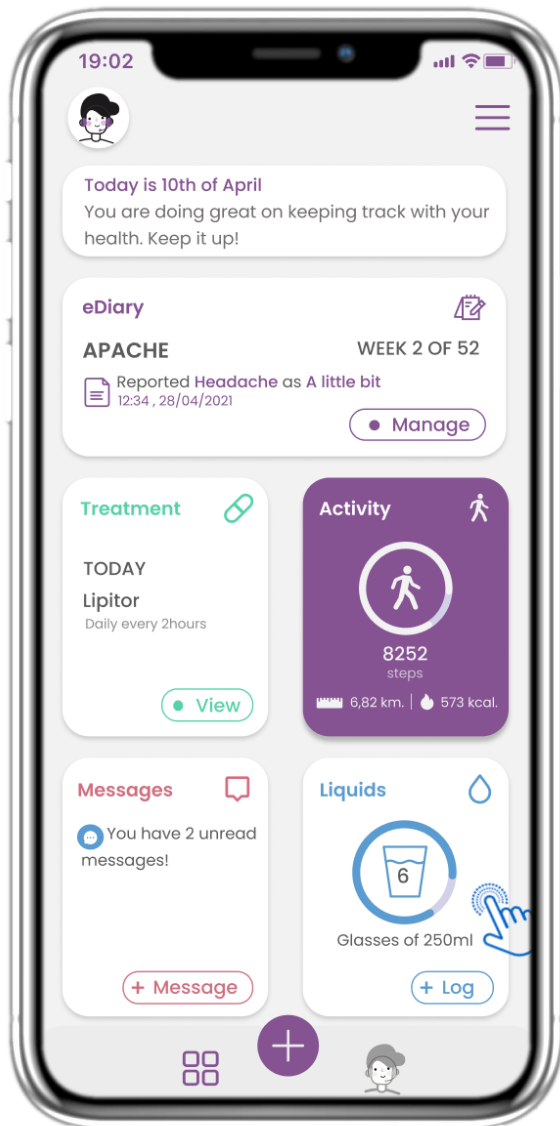 19:02
Today is 10th of April
You are doing great on keeping track with your
health. Keep it up!
eDiary
APACHE
WEEK 2 OF 52
Reported Headache as A little bit
12:34 , 28/04/2021
Manage
Treatment
TODAY
Lipitor
Daily every 2hours
View
Activity
8252
steps
6,82 km.
573 kcal.
Messages
You have 2 unread
messages!
+ Message
Liquids
6
Glasses of 250ml
+ Log